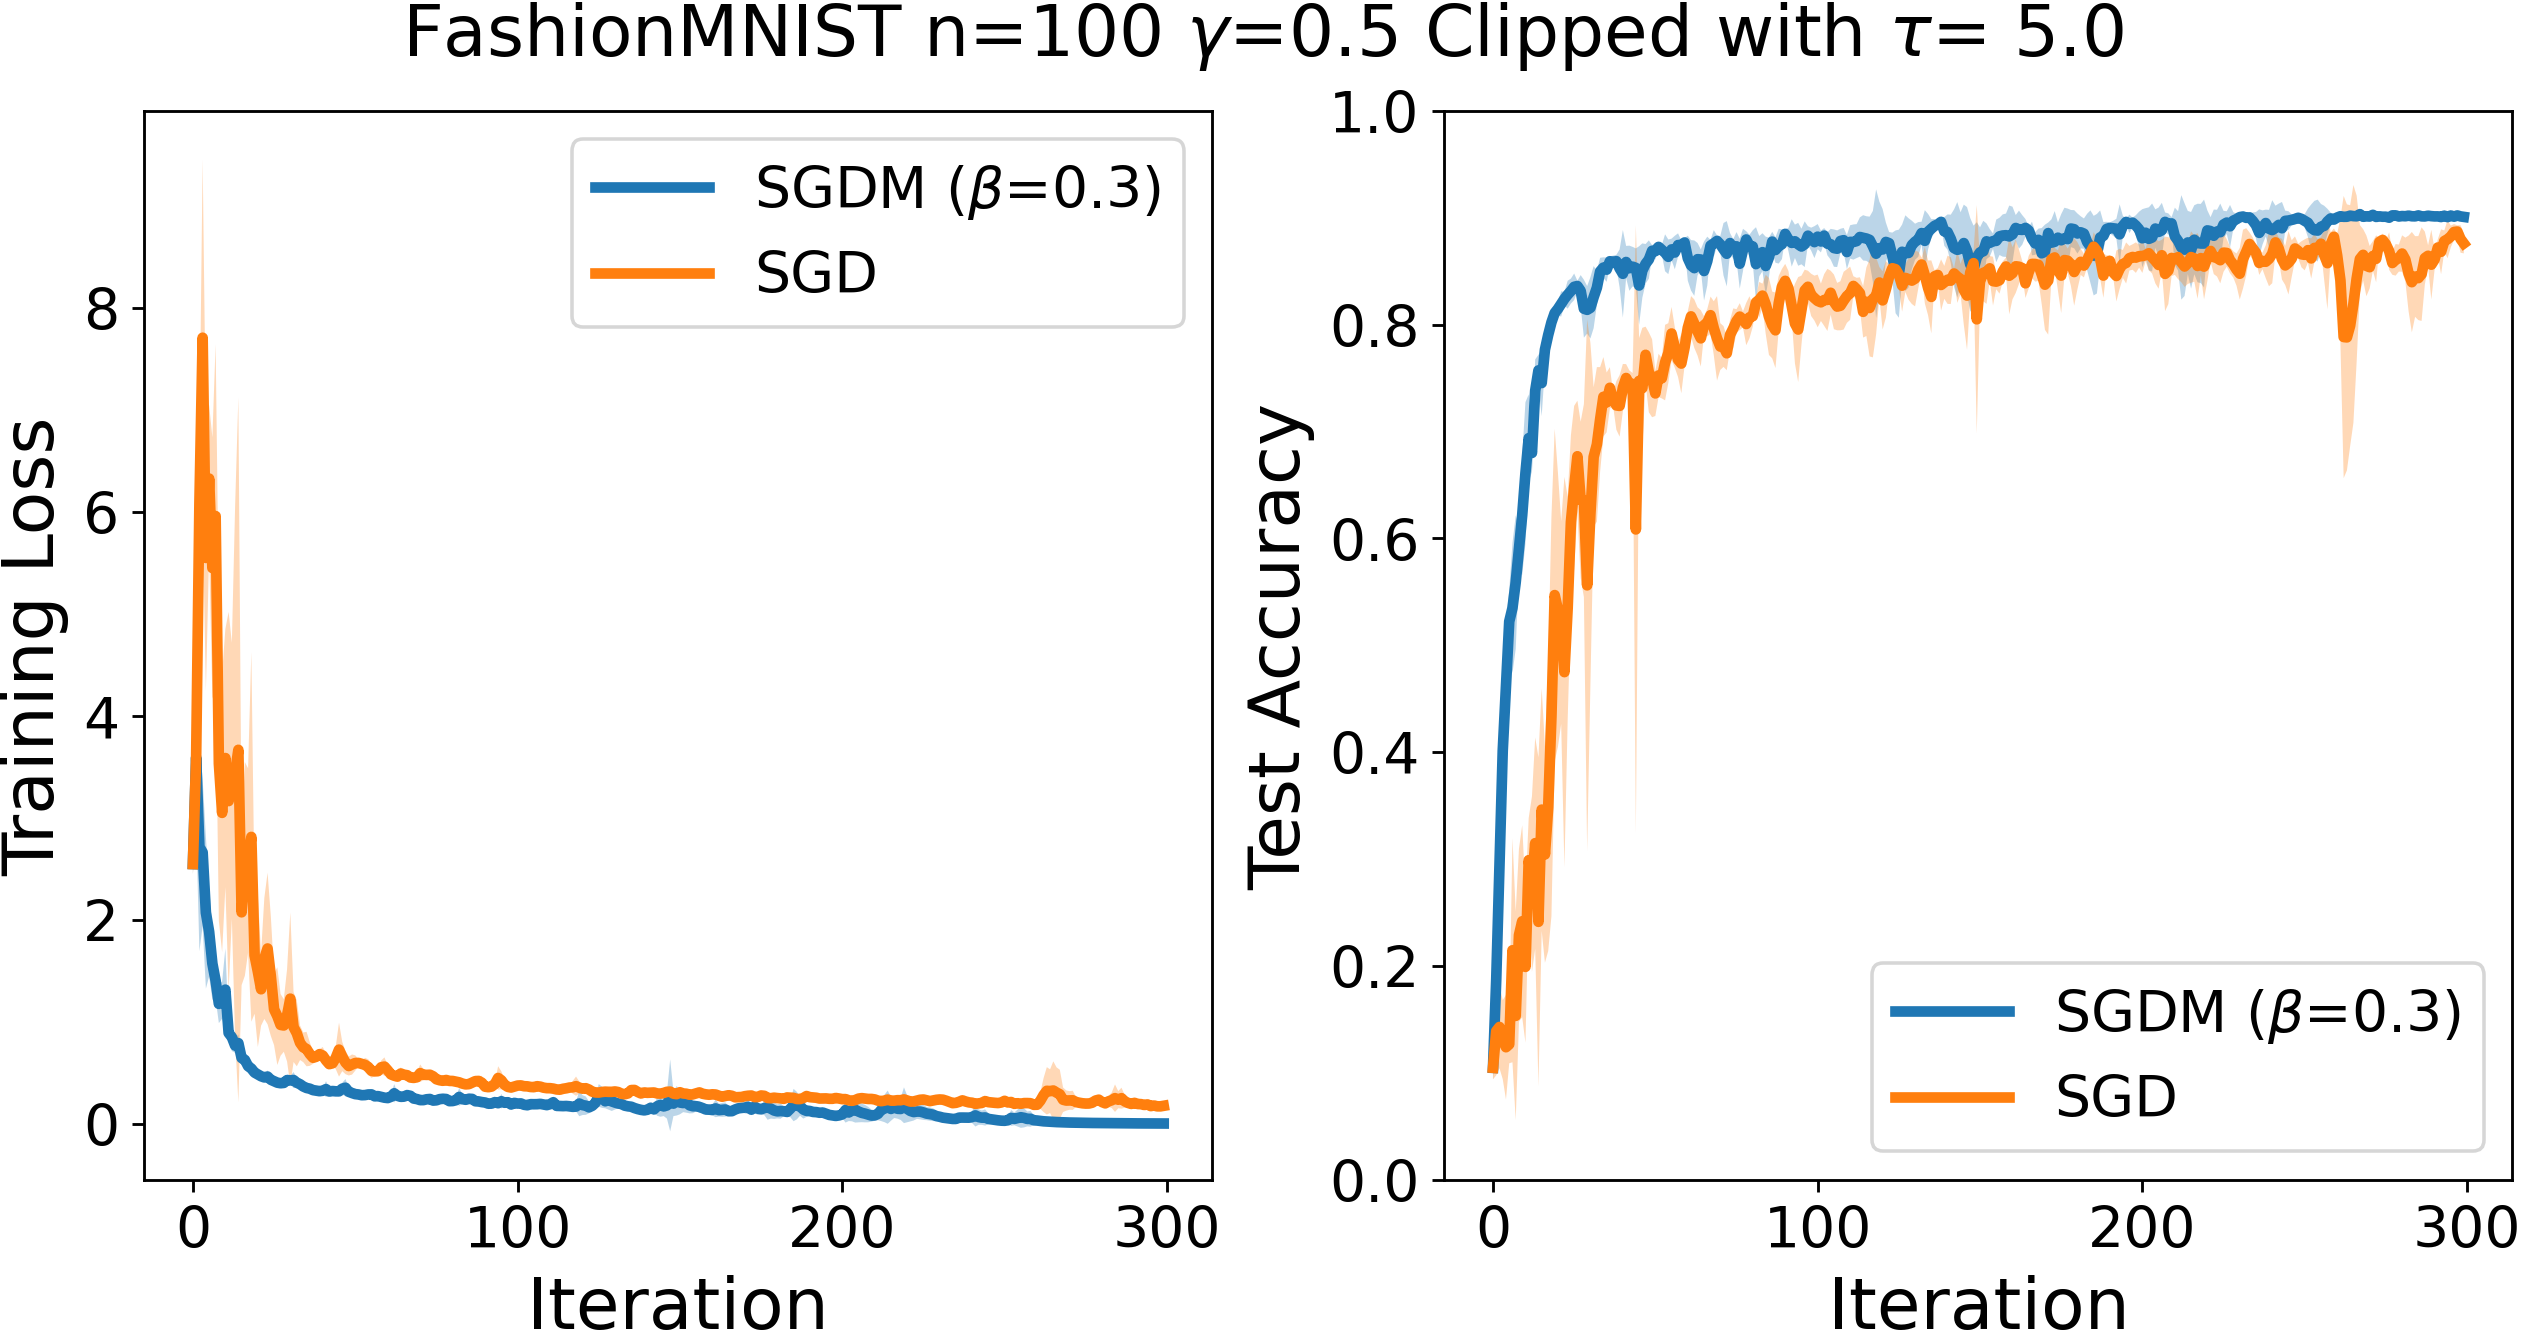 FashionMNIST n=100 γ=0.5 Clipped with τ= 5.0
Training Loss
8
6
4
2
0
0 100 200 300
Iteration
SGDM (β=0.3)
SGD
Test Accuracy
1.0
0.8
0.6
0.4
0.2
0.0
0 100 200 300
Iteration
SGDM (β=0.3)
SGD